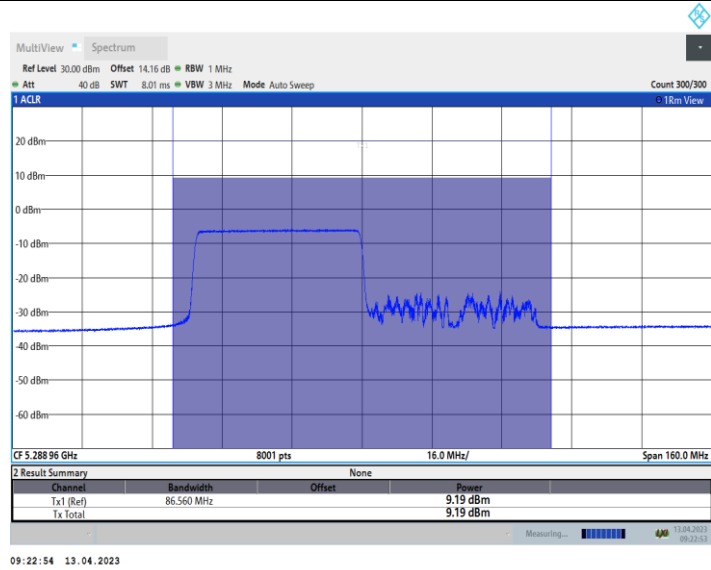 MultiView Spectrum
Ref Level 30.00 dBm Offset 14.16 dB RBW 1 MHz
Att 40 dB SWT 8.01 ms VBW 3 MHz Mode Auto Sweep Count 300/300
1 ACLR 1Rm View
20 dBm
10 dBm
0 dBm
-10 dBm
-20 dBm
-30 dBm
-40 dBm
-50 dBm
-60 dBm
CF 5.288 96 GHz 8001 pts 16.0 MHz/ Span 160.0 MHz
2 Result Summary None
Channel Bandwidth Offset Power
Tx1 (Ref) 86.560 MHz 9.19 dBm
Tx Total 9.19 dBm
Measuring... 13.04.2023
09:22:53
09:22:54 13.04.2023